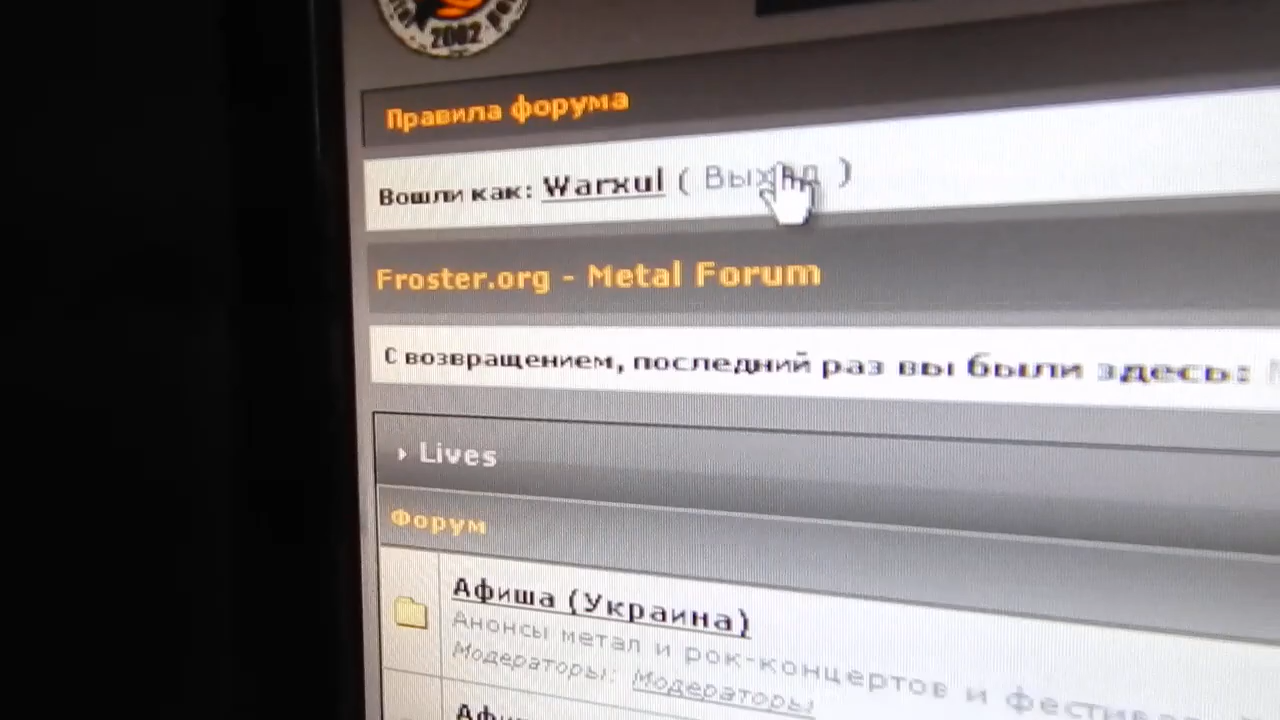 2002
Правила форума
Вошли как: Warxul ( Выход )
Froster.org - Metal Forum
С возвращением, последний раз вы были здесь:
Lives
Форум
Афиша (Украина)
Анонсы метал и рок-концертов и
Модераторы: Модераторы